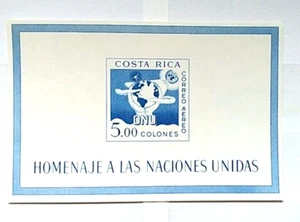 COSTA RICA
CORREO AEREO
ONU
5.00 COLONES
HOMENAJE A LAS NACIONES UNIDAS